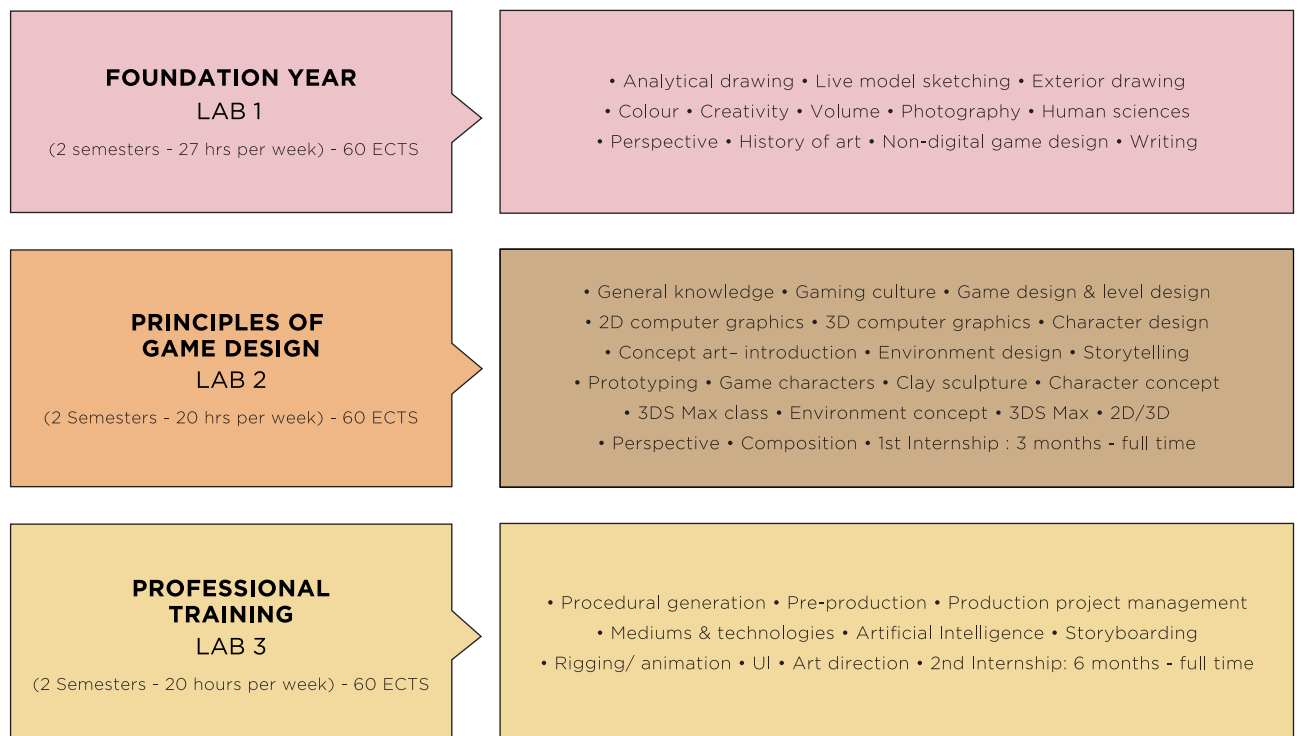 FOUNDATION YEAR
LAB 1
(2 semesters - 27 hrs per week) - 60 ECTS
• Analytical drawing • Live model sketching • Exterior drawing
• Colour • Creativity • Volume • Photography • Human sciences
• Perspective • History of art • Non-digital game design • Writing
PRINCIPLES OF
GAME DESIGN
LAB 2
(2 Semesters - 20 hrs per week) - 60 ECTS
• General knowledge • Gaming culture • Game design & level design
• 2D computer graphics • 3D computer graphics • Character design
• Concept art– introduction • Environment design • Storytelling
• Prototyping • Game characters • Clay sculpture • Character concept
• 3DS Max class • Environment concept • 3DS Max • 2D/3D
• Perspective • Composition • 1st Internship : 3 months - full time
PROFESSIONAL
TRAINING
LAB 3
(2 Semesters - 20 hours per week) - 60 ECTS
• Procedural generation • Pre-production • Production project management
• Mediums & technologies • Artificial Intelligence • Storyboarding
• Rigging/ animation • UI • Art direction • 2nd Internship: 6 months - full time